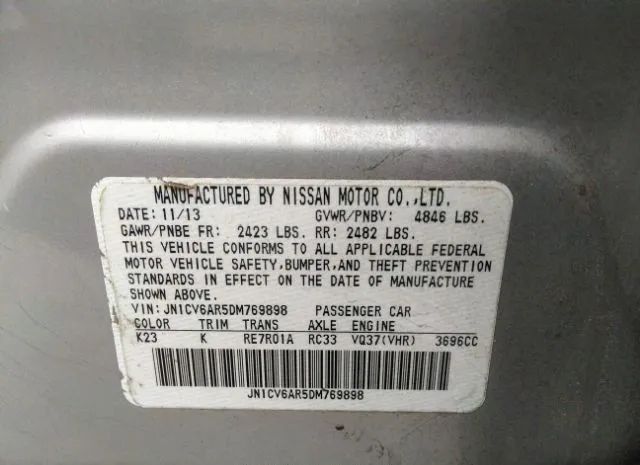 MANUFACTURED BY NISSAN MOTOR CO.,LTD.
DATE: 11/13 GVWR/PNBV: 4846 LBS.
GAWR/PNBE FR: 2423 LBS. RR: 2482 LBS.
THIS VEHICLE CONFORMS TO ALL APPLICABLE FEDERAL
MOTOR VEHICLE SAFETY,BUMPER,AND THEFT PREVENTION
STANDARDS IN EFFECT ON THE DATE OF MANUFACTURE
SHOWN ABOVE.
VIN: JN1CV6AR5DM769898 PASSENGER CAR
COLOR TRIM TRANS AXLE ENGINE
K23 K RE7R01A RC33 VQ37(VHR) 3696CC
JN1CV6AR5DM769898